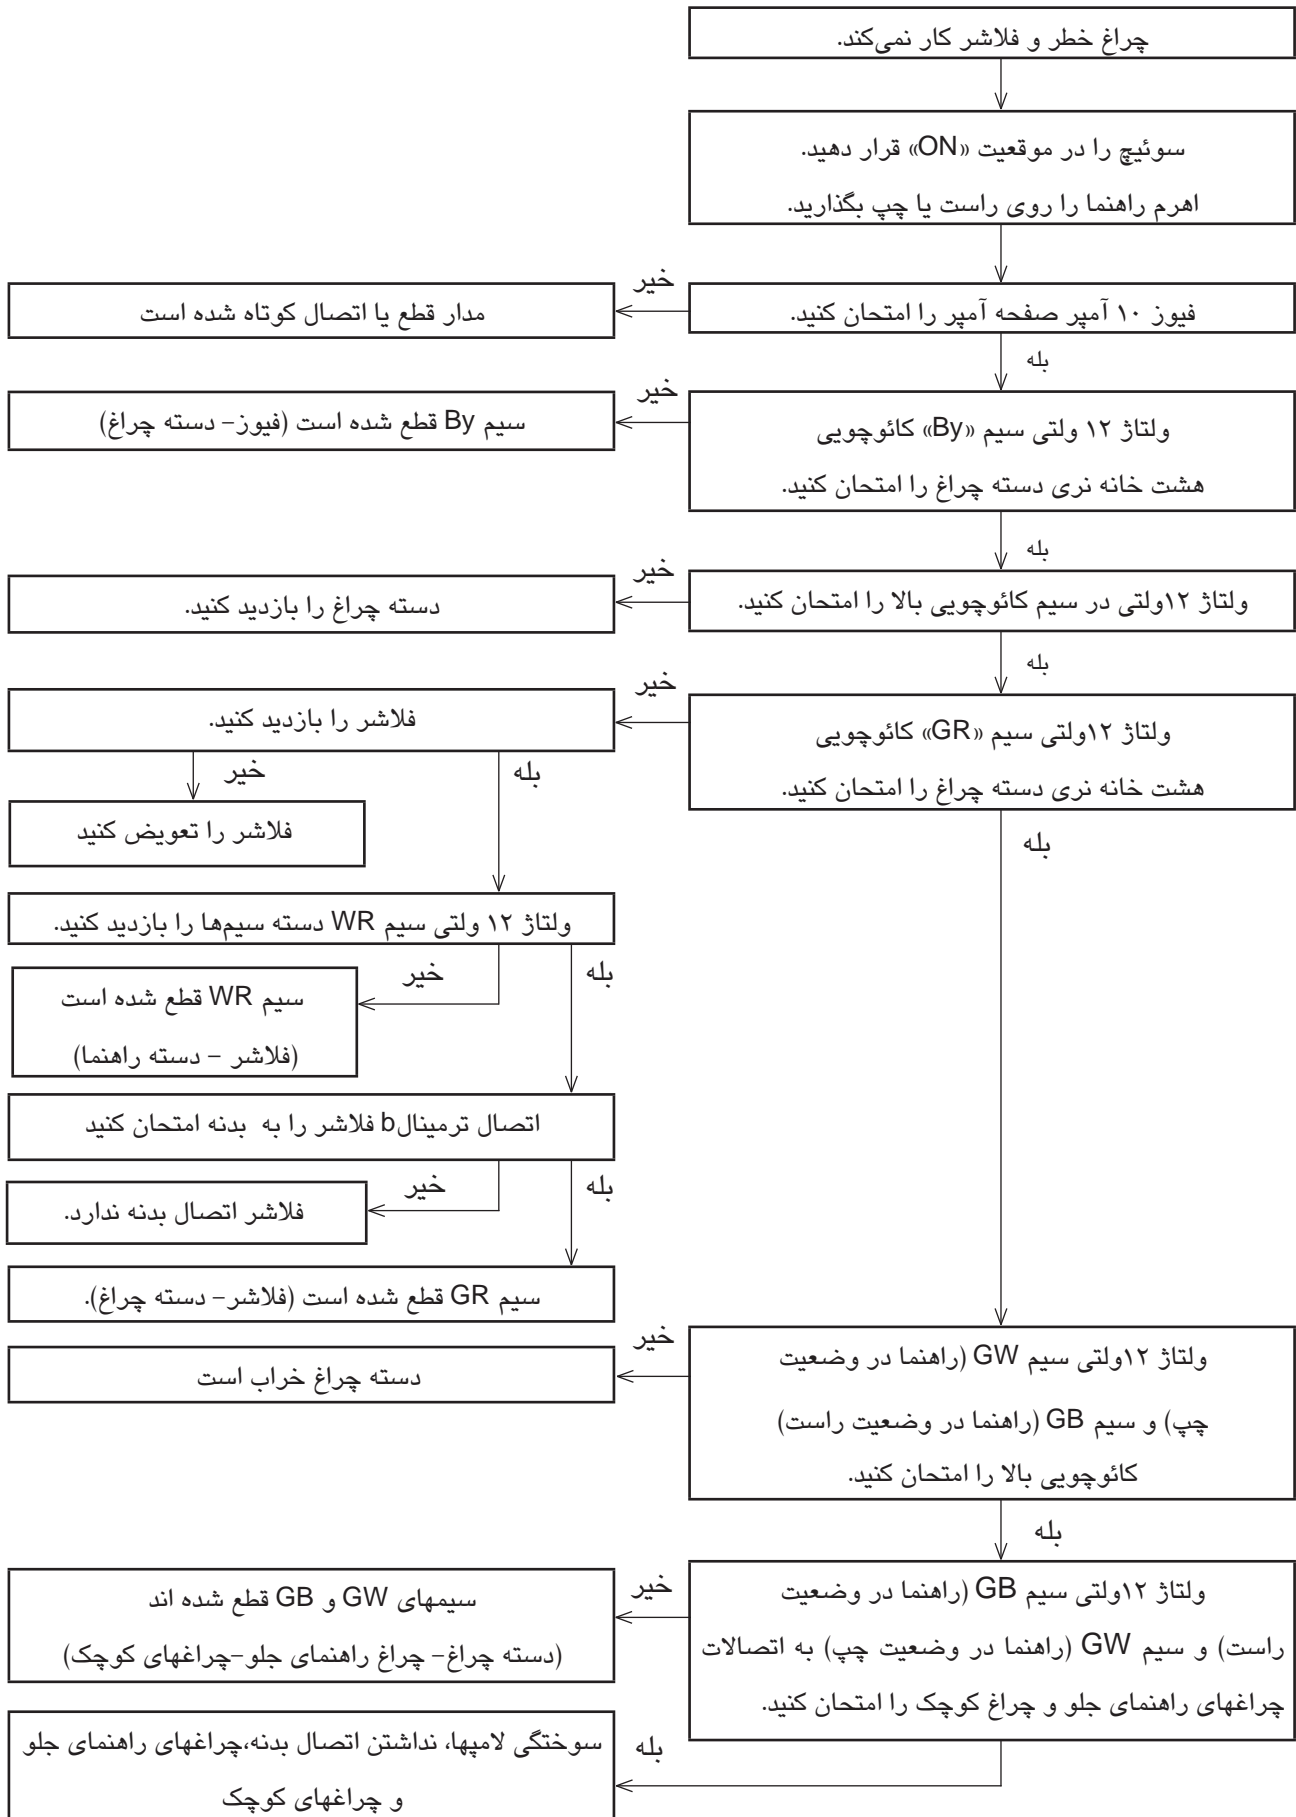 چراغ خطر و فلاشر کار نمی‌کند.
سوئیچ را در موقعیت «ON» قرار دهید.
اهرم راهنما را روی راست یا چپ بگذارید.
خیر
مدار قطع یا اتصال کوتاه شده است
فیوز ۱۰ آمپر صفحه آمپر را امتحان کنید.
بله
خیر
سیم By قطع شده است (فیوز– دسته چراغ)
ولتاژ ۱۲ ولتی سیم «By» کائوچویی
هشت خانه نری دسته چراغ را امتحان کنید.
بله
خیر
دسته چراغ را بازدید کنید.
ولتاژ ۱۲ولتی در سیم کائوچویی بالا را امتحان کنید.
بله
خیر
فلاشر را بازدید کنید.
ولتاژ ۱۲ولتی سیم «GR» کائوچویی
هشت خانه نری دسته چراغ را امتحان کنید.
خیر
بله
فلاشر را تعویض کنید
بله
ولتاژ ۱۲ ولتی سیم WR دسته سیم‌ها را بازدید کنید.
خیر
بله
سیم WR قطع شده است
(فلاشر – دسته راهنما)
اتصال ترمینالb فلاشر را به بدنه امتحان کنید
خیر
بله
فلاشر اتصال بدنه ندارد.
سیم GR قطع شده است (فلاشر– دسته چراغ).
خیر
دسته چراغ خراب است
ولتاژ ۱۲ولتی سیم GW (راهنما در وضعیت
چپ) و سیم GB (راهنما در وضعیت راست)
کائوچویی بالا را امتحان کنید.
بله
خیر
سیمهای GW و GB قطع شده اند
(دسته چراغ– چراغ راهنمای جلو–چراغهای کوچک)
ولتاژ ۱۲ولتی سیم GB (راهنما در وضعیت
راست) و سیم GW (راهنما در وضعیت چپ) به اتصالات
چراغهای راهنمای جلو و چراغ کوچک را امتحان کنید.
بله
سوختگی لامپها، نداشتن اتصال بدنه،چراغهای راهنمای جلو
و چراغهای کوچک